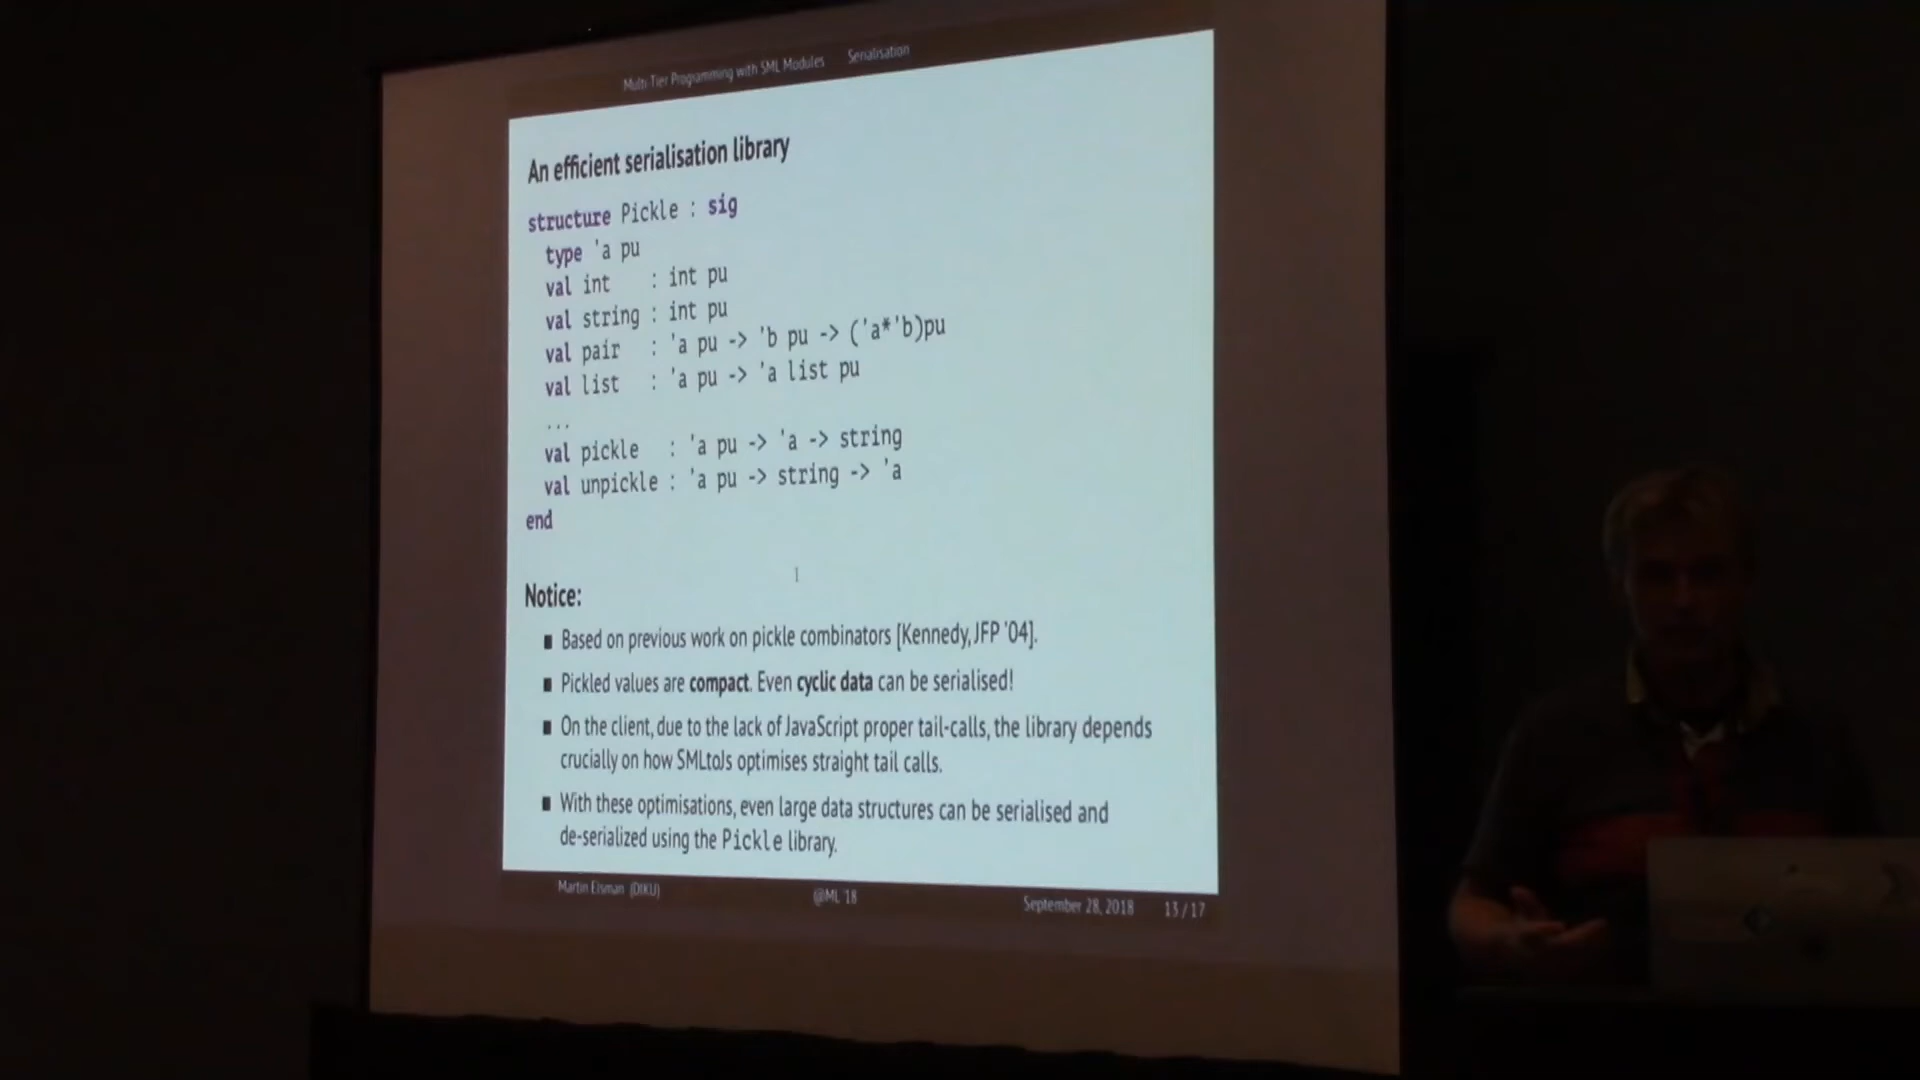 Multi-Tier Programming with SML Modules Serialisation
An efficient serialisation library
structure Pickle : sig
type 'a pu
val int : int pu
val string : int pu
val pair : 'a pu -> 'b pu -> ('a*'b)pu
val list : 'a pu -> 'a list pu
...
val pickle : 'a pu -> 'a -> string
val unpickle : 'a pu -> string -> 'a
end
Notice:
Based on previous work on pickle combinators [Kennedy, JFP '04].
Pickled values are compact. Even cyclic data can be serialised!
On the client, due to the lack of JavaScript proper tail-calls, the library depends
crucially on how SMLtoJs optimises straight tail calls.
With these optimisations, even large data structures can be serialised and
de-serialized using the Pickle library.
Martin Elsman (DIKU) @ML '18 September 28, 2018 13 / 17